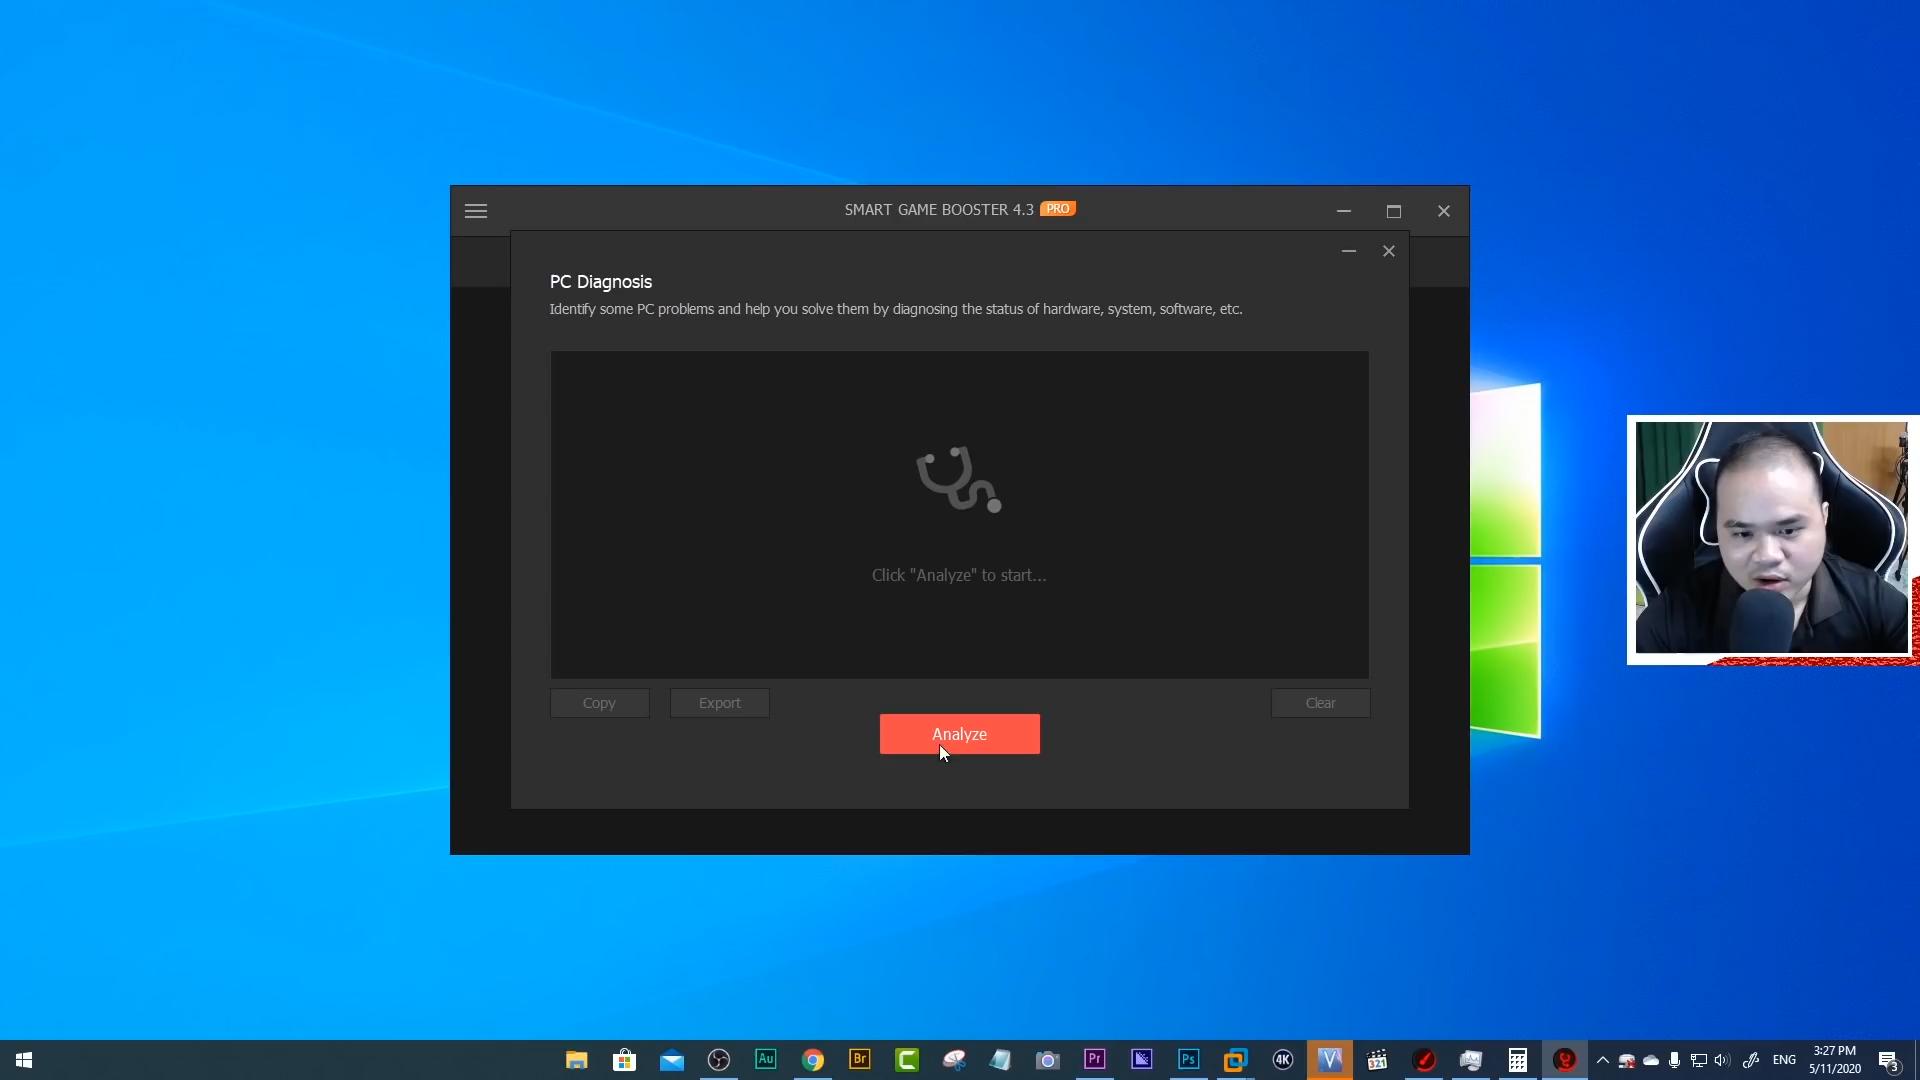 SMART GAME BOOSTER 4.3 PRO
PC Diagnosis
Identify some PC problems and help you solve them by diagnosing the status of hardware, system, software, etc.
Click "Analyze" to start...
Copy
Export
Clear
Analyze
Au
Br
Pr
Ps
4K
321
ENG
3:27 PM
5/11/2020
3